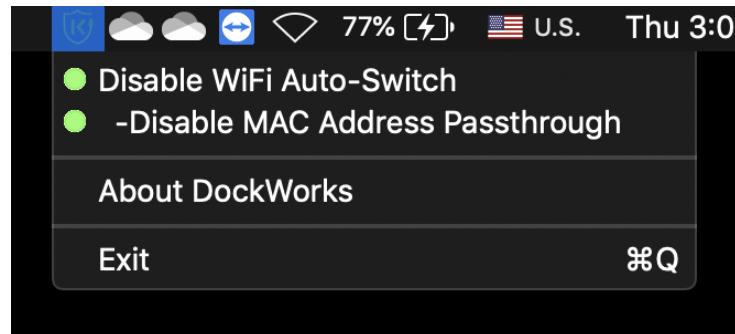 77% U.S. Thu 3:0
Disable WiFi Auto-Switch
-Disable MAC Address Passthrough
About DockWorks
Exit ⌘Q